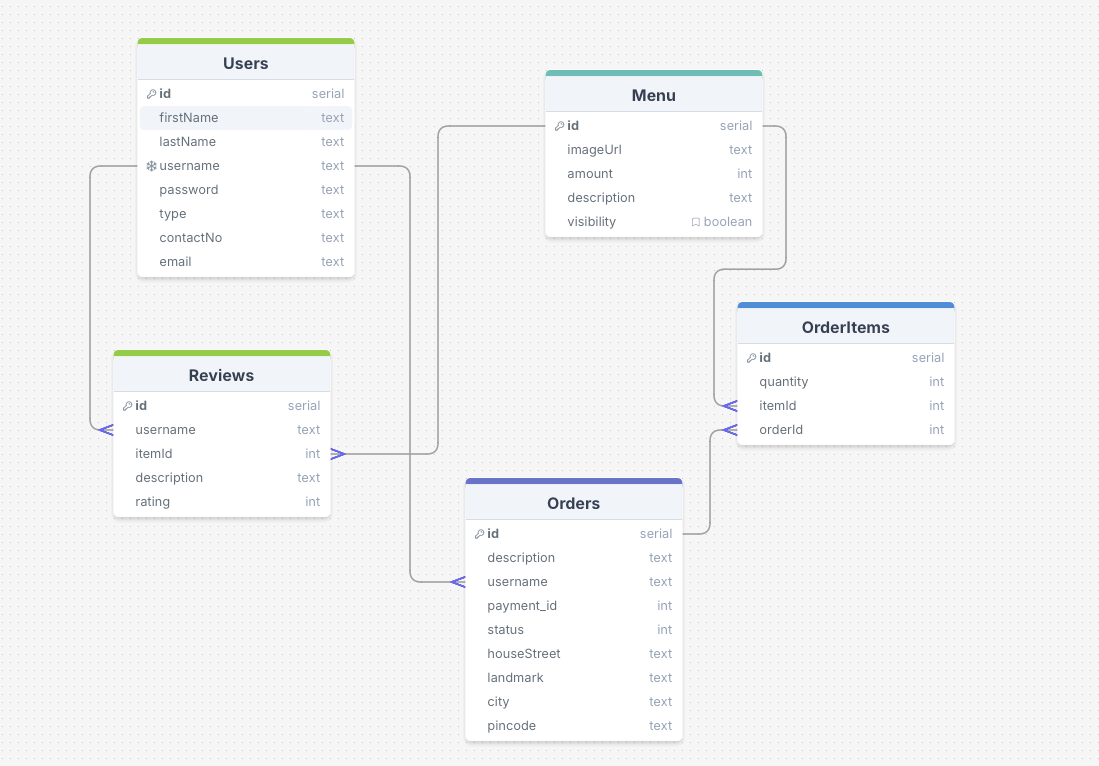 Users
id serial
firstName text
lastName text
username text
password text
type text
contactNo text
email text
Menu
id serial
imageUrl text
amount int
description text
visibility boolean
OrderItems
id serial
quantity int
itemId int
orderId int
Reviews
id serial
username text
itemId int
description text
rating int
Orders
id serial
description text
username text
payment_id int
status int
houseStreet text
landmark text
city text
pincode text